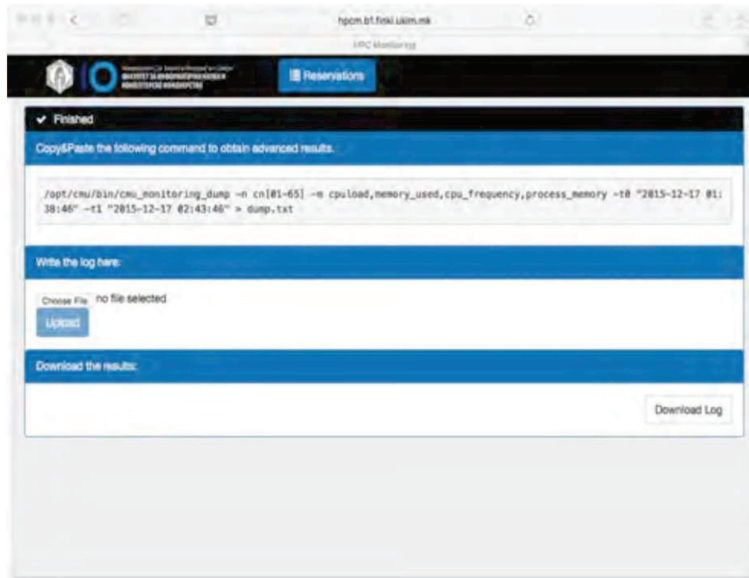 hpcm.b1.finki.ukim.mk
HPC Monitoring
Reservations
Finished
Copy&Paste the following command to obtain advanced results.
/opt/cmu/bin/cmu_monitoring_dump -n cn[01-65] -m cpuload,memory_used,cpu_frequency,process_memory -t0 "2015-12-17 01:
38:46" -t1 "2015-12-17 02:43:46" > dump.txt
Write the log here:
Choose File no file selected
Upload
Download the results:
Download Log